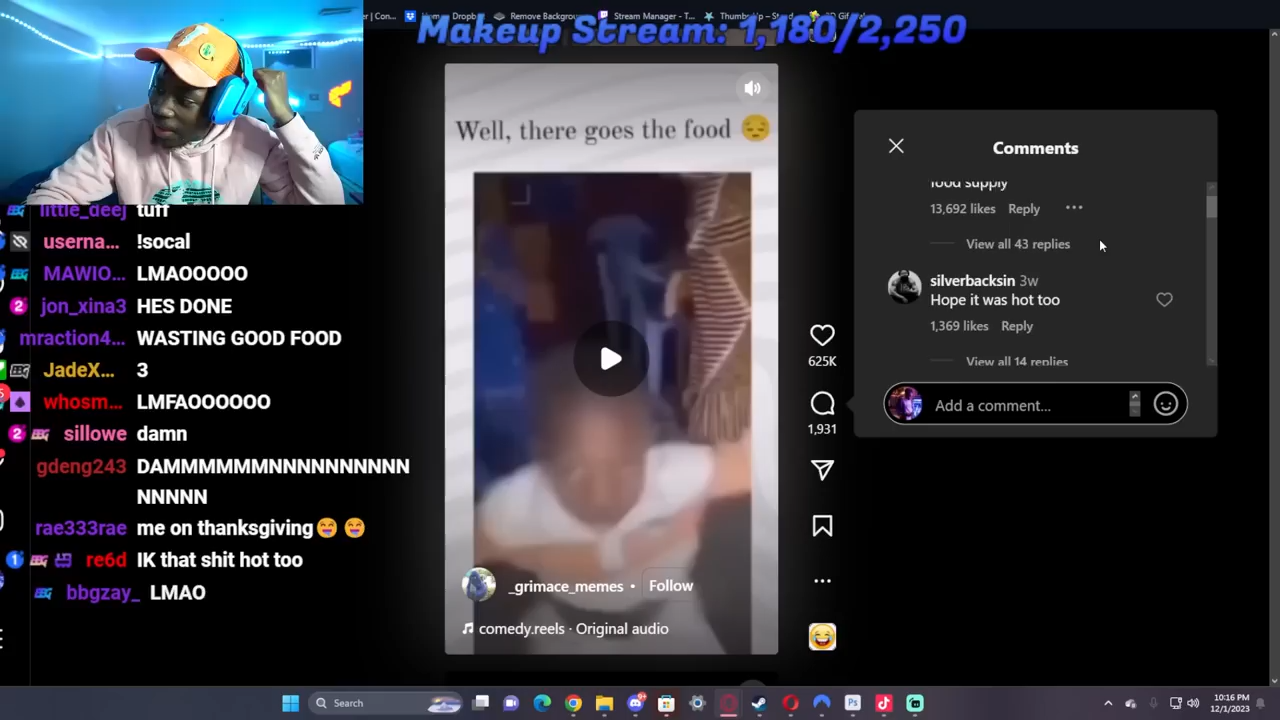 Remove Backgroun
Stream Manager - T...
Makeup Stream: 1,180/2,250
little_deej tuff
userna... !socal
MAWIO... LMAOOOOO
jon_xina3 HES DONE
mraction4... WASTING GOOD FOOD
JadeX... 3
whosm... LMFAOOOOOO
sillowe damn
gdeng243 DAMMMMMMNNNNNNNNNN
NNNNN
rae333rae me on thanksgiving😄 😄
re6d IK that shit hot too
bbgzay_ LMAO
Well, there goes the food 😔
_grimace_memes • Follow
comedy.reels · Original audio
625K
1,931
Comments
food supply
13,692 likes Reply ...
View all 43 replies
silverbacksin 3w
Hope it was hot too
1,369 likes Reply
View all 14 replies
Add a comment...
Search
10:16 PM
12/1/2023